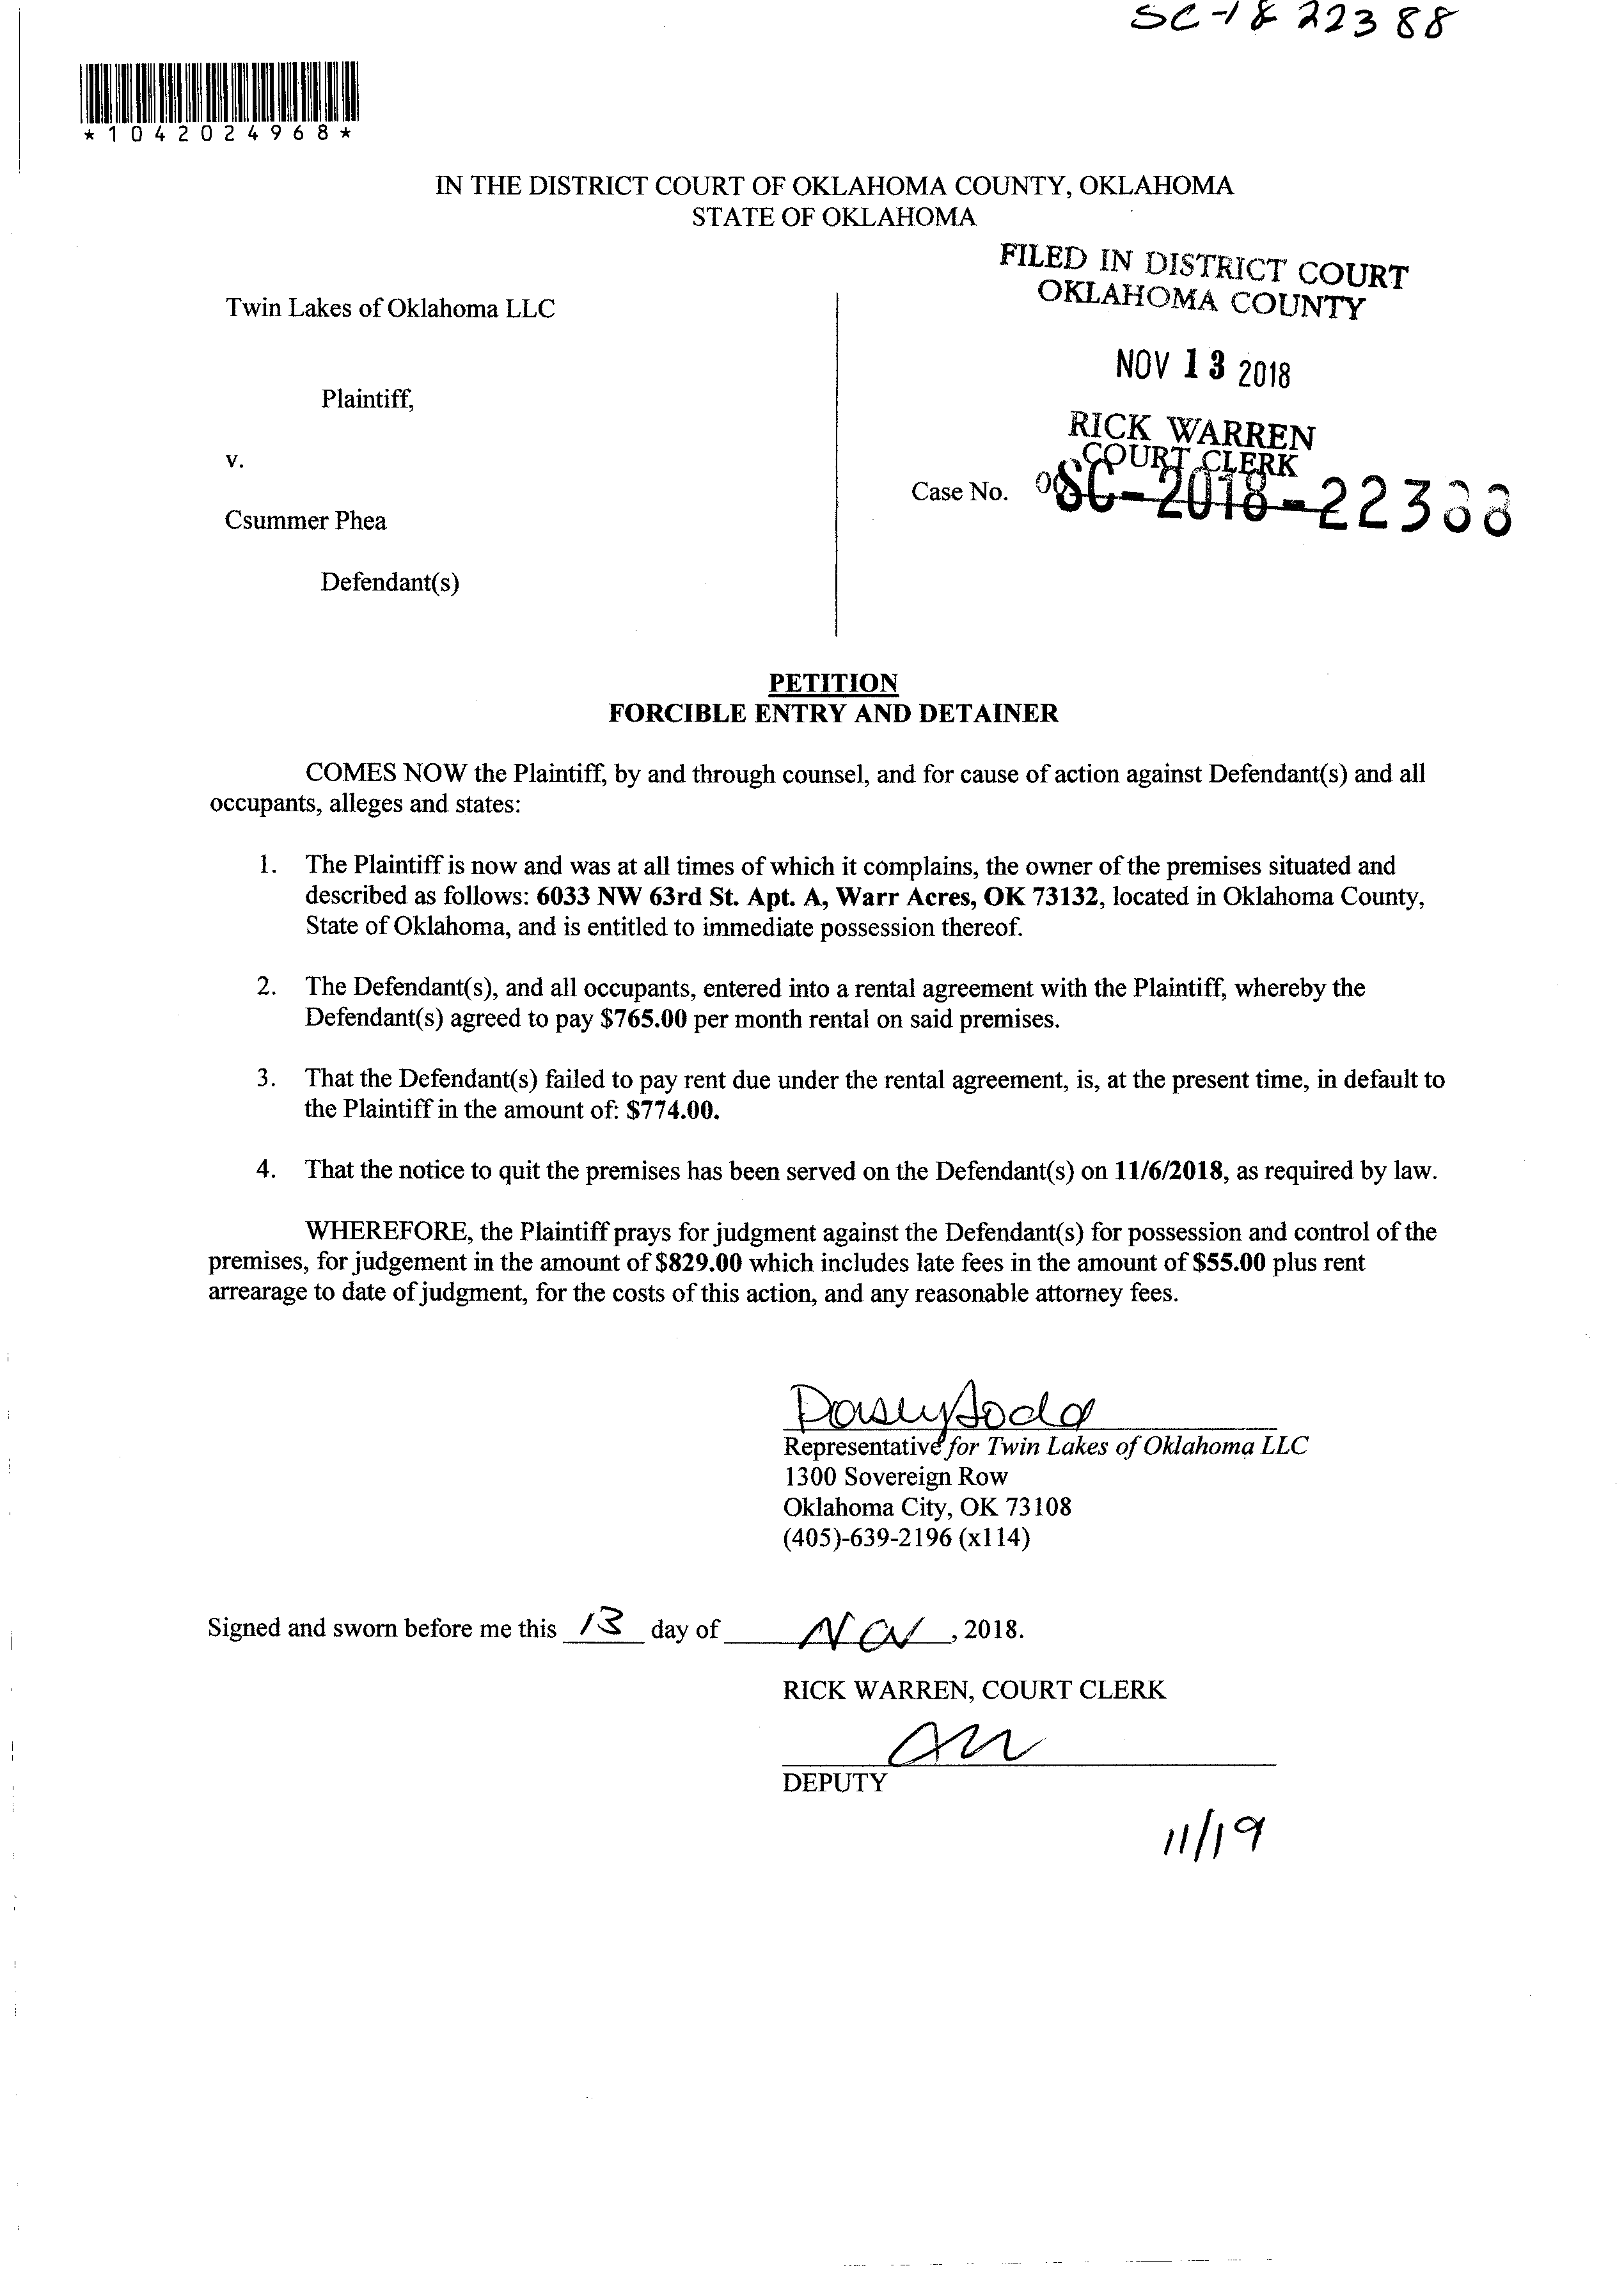 SC-18 22388
*1042024968*
IN THE DISTRICT COURT OF OKLAHOMA COUNTY, OKLAHOMA
STATE OF OKLAHOMA
FILED IN DISTRICT COURT
OKLAHOMA COUNTY
Twin Lakes of Oklahoma LLC
NOV 13 2018
Plaintiff,
RICK WARREN
COURT CLERK
v.
Case No. SC-2018-22388
Csummer Phea
Defendant(s)
PETITION
FORCIBLE ENTRY AND DETAINER
COMES NOW the Plaintiff, by and through counsel, and for cause of action against Defendant(s) and all
occupants, alleges and states:
1. The Plaintiff is now and was at all times of which it complains, the owner of the premises situated and
described as follows: 6033 NW 63rd St. Apt. A, Warr Acres, OK 73132, located in Oklahoma County,
State of Oklahoma, and is entitled to immediate possession thereof.
2. The Defendant(s), and all occupants, entered into a rental agreement with the Plaintiff, whereby the
Defendant(s) agreed to pay $765.00 per month rental on said premises.
3. That the Defendant(s) failed to pay rent due under the rental agreement, is, at the present time, in default to
the Plaintiff in the amount of: $774.00.
4. That the notice to quit the premises has been served on the Defendant(s) on 11/6/2018, as required by law.
WHEREFORE, the Plaintiff prays for judgment against the Defendant(s) for possession and control of the
premises, for judgement in the amount of $829.00 which includes late fees in the amount of $55.00 plus rent
arrearage to date of judgment, for the costs of this action, and any reasonable attorney fees.
Representative for Twin Lakes of Oklahoma LLC
1300 Sovereign Row
Oklahoma City, OK 73108
(405)-639-2196 (x114)
Signed and sworn before me this 13 day of Nov, 2018.
RICK WARREN, COURT CLERK
DEPUTY
11/19